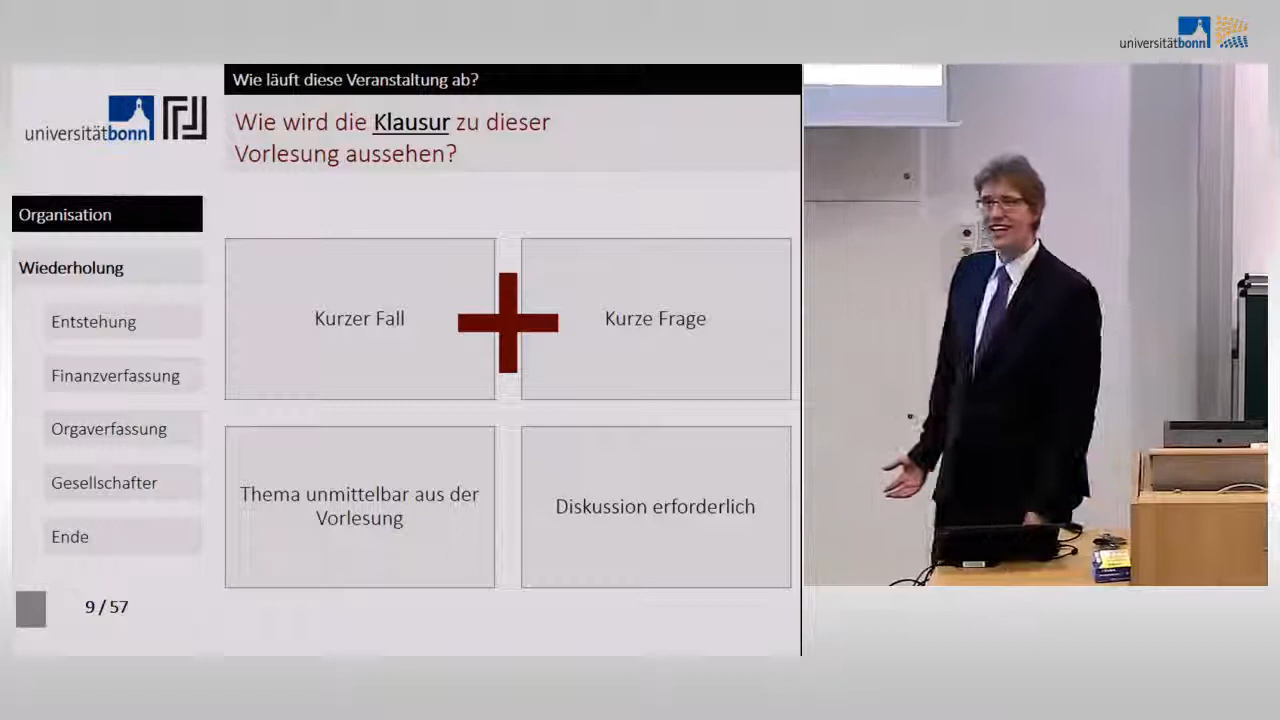 universitätbonn
Wie läuft diese Veranstaltung ab?
universitätbonn
Wie wird die Klausur zu dieser
Vorlesung aussehen?
Organisation
Wiederholung
Entstehung
Finanzverfassung
Orgaverfassung
Gesellschafter
Ende
9 / 57
Kurzer Fall
Kurze Frage
Thema unmittelbar aus der
Vorlesung
Diskussion erforderlich